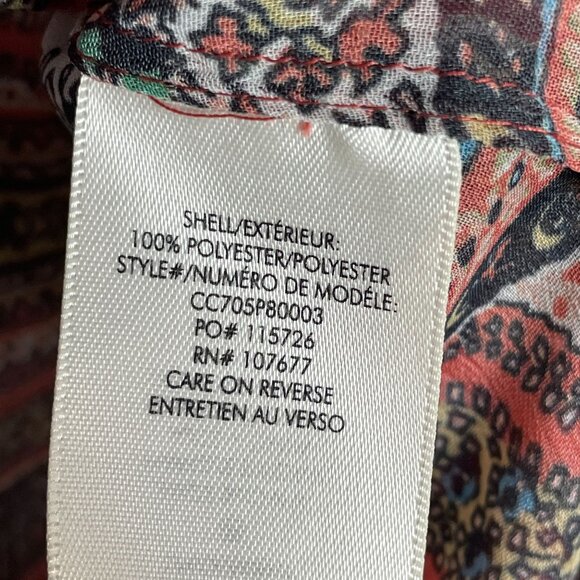 SHELL/EXTÉRIEUR:
100% POLYESTER/POLYESTER
STYLE#/NUMÉRO DE MODÉLE:
CC705P80003
PO# 115726
RN# 107677
CARE ON REVERSE
ENTRETIEN AU VERSO